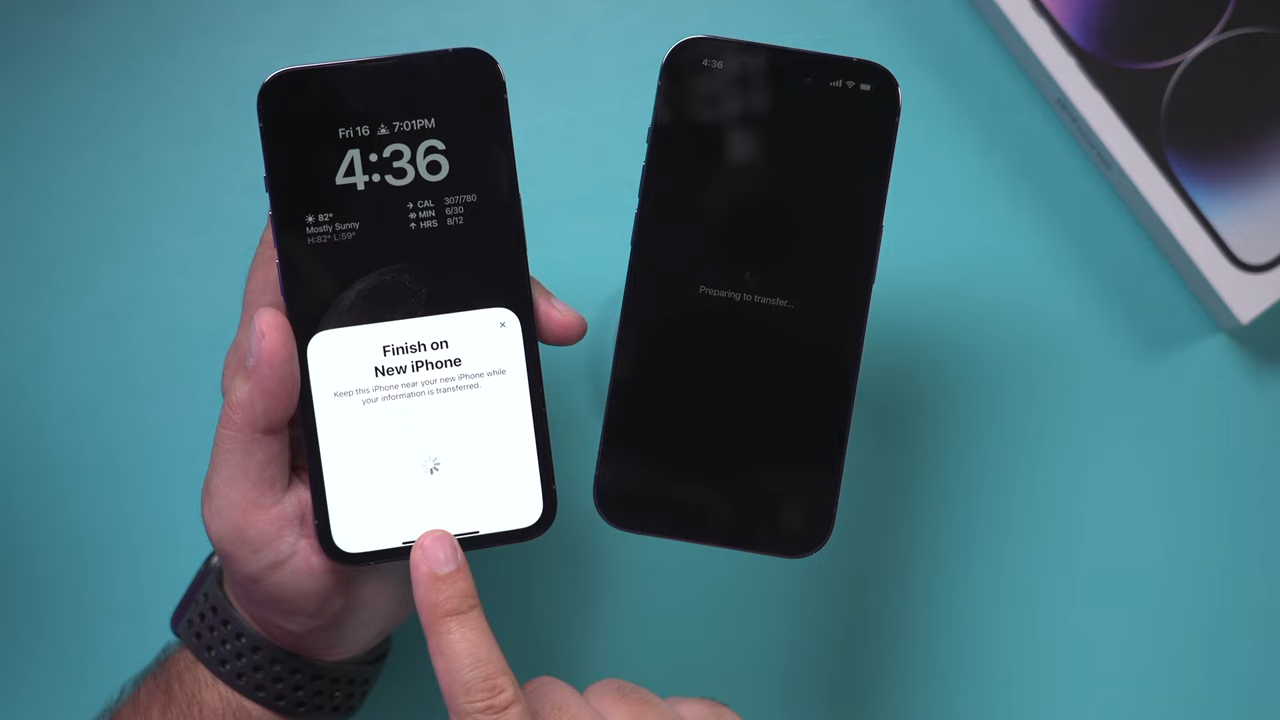 Fri 16 7:01PM
4:36
82°
Mostly Sunny
H:82° L:59°
CAL 307/780
MIN 6/30
HRS 8/12
Finish on
New iPhone
Keep this iPhone near your new iPhone while
your information is transferred.
4:36
Preparing to transfer...